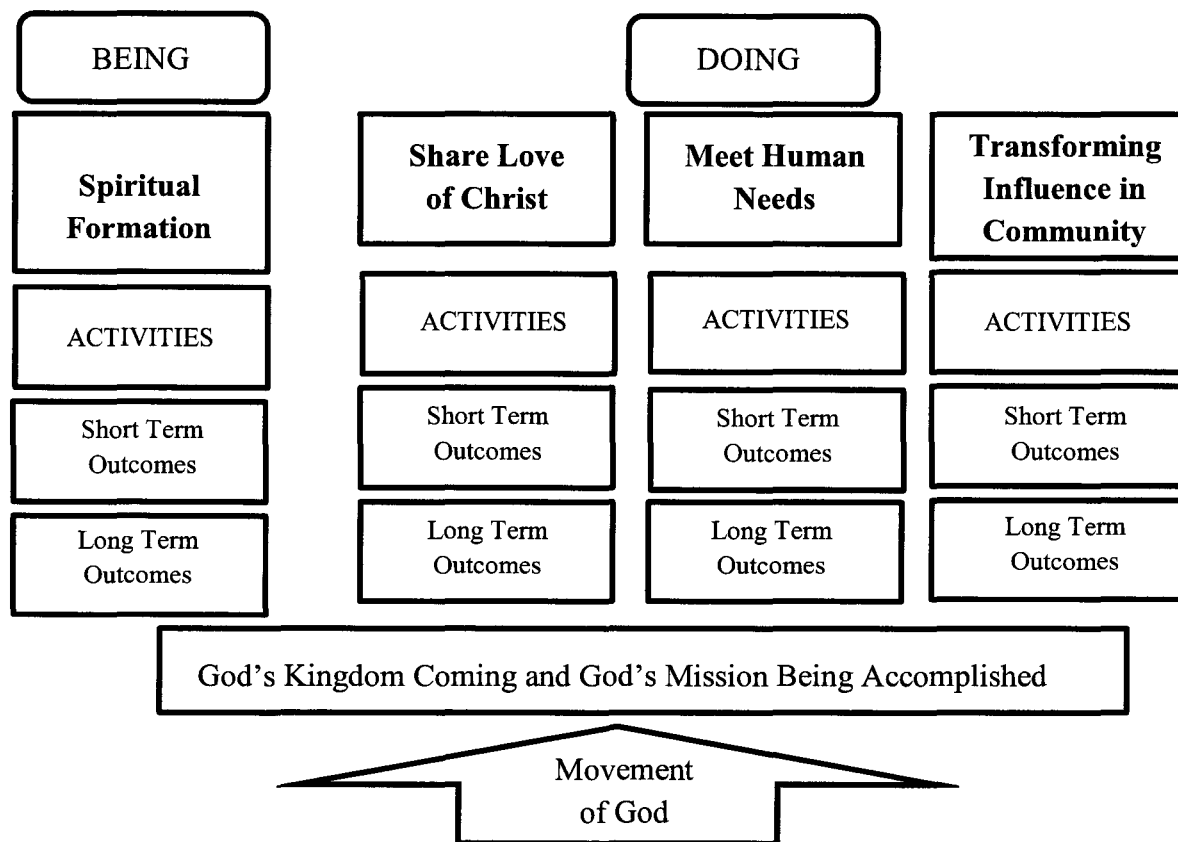 BEING
DOING
Spiritual
Formation
Share Love
of Christ
Meet Human
Needs
Transforming
Influence in
Community
ACTIVITIES
ACTIVITIES
ACTIVITIES
ACTIVITIES
Short Term
Outcomes
Short Term
Outcomes
Short Term
Outcomes
Short Term
Outcomes
Long Term
Outcomes
Long Term
Outcomes
Long Term
Outcomes
Long Term
Outcomes
God's Kingdom Coming and God's Mission Being Accomplished
Movement
of God